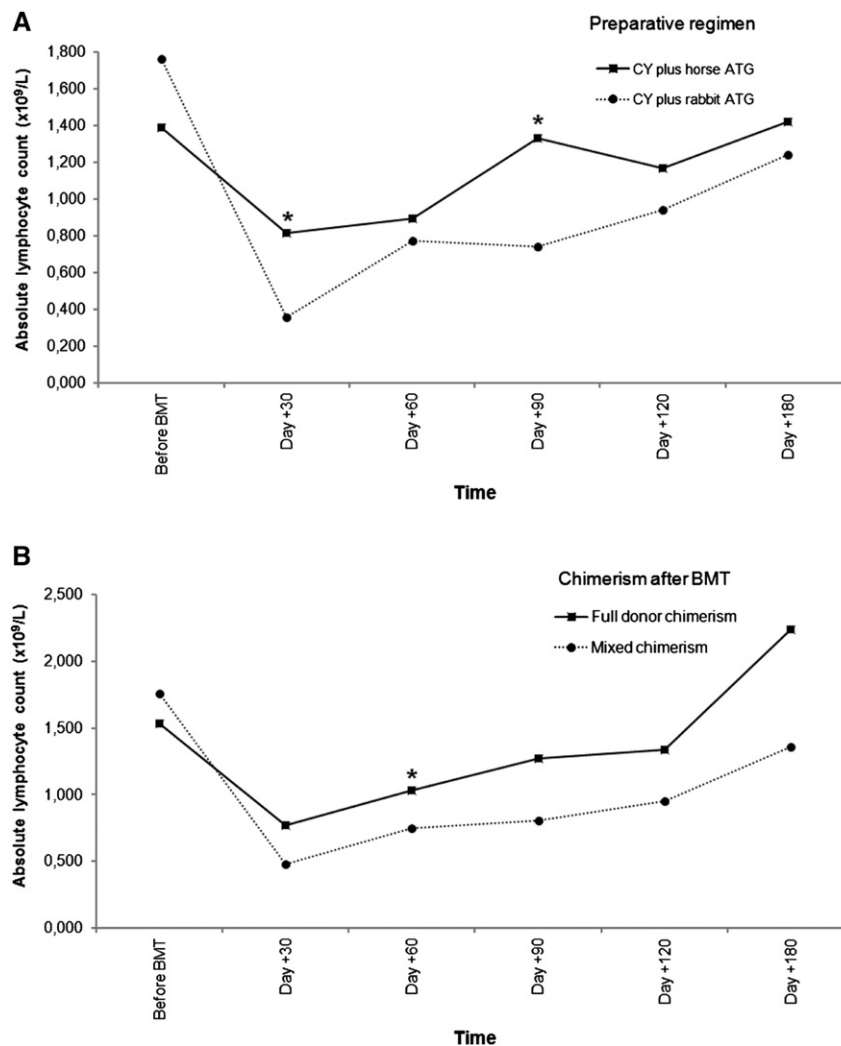 A
Preparative regimen
CY plus horse ATG
CY plus rabbit ATG
Absolute lymphocyte count (x10⁹/L)
1,800
1,600
1,400
1,200
1,000
0,800
0,600
0,400
0,200
0,000
*
*
Before BMT
Day +30
Day +60
Day +90
Day +120
Day +180
Time
B
Chimerism after BMT
Full donor chimerism
Mixed chimerism
Absolute lymphocyte count (x10⁹/L)
2,500
2,000
1,500
1,000
0,500
0,000
*
Before BMT
Day +30
Day +60
Day +90
Day +120
Day +180
Time